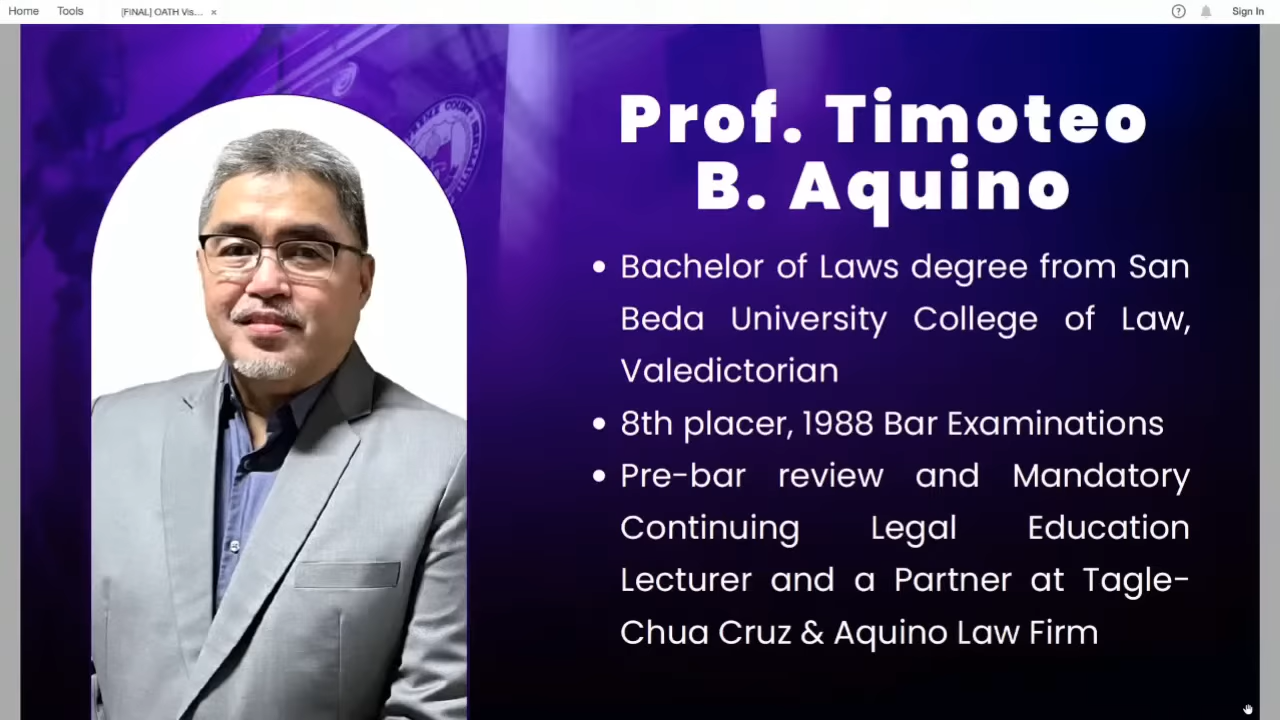 Home Tools [FINAL] OATH Vis... × ? Sign In
Prof. Timoteo
B. Aquino
• Bachelor of Laws degree from San
Beda University College of Law,
Valedictorian
• 8th placer, 1988 Bar Examinations
• Pre-bar review and Mandatory
Continuing Legal Education
Lecturer and a Partner at Tagle-
Chua Cruz & Aquino Law Firm